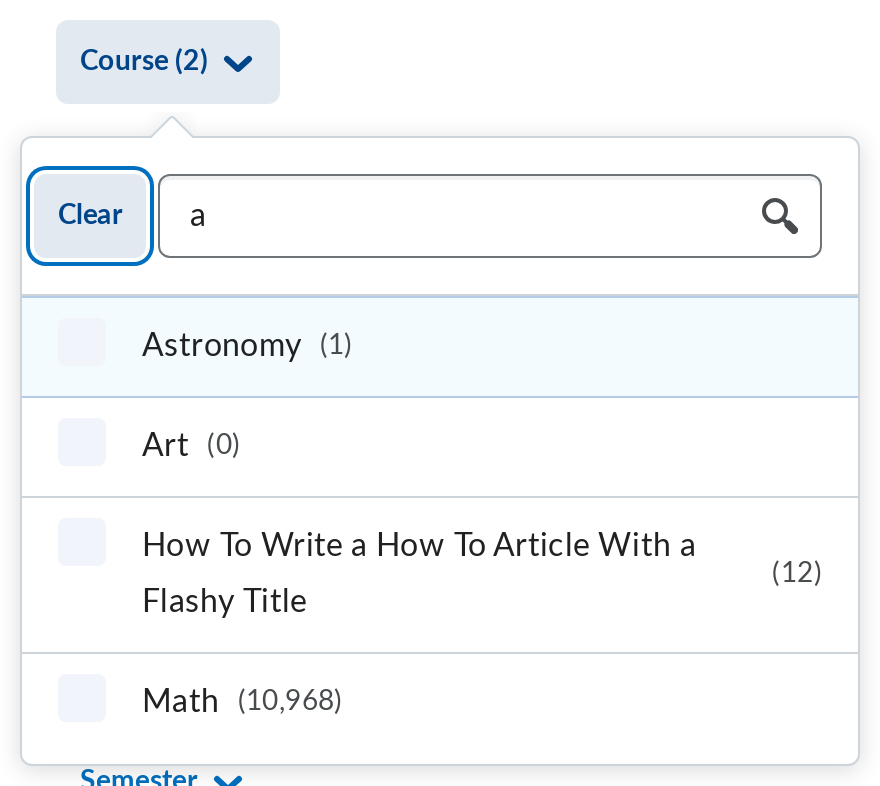 Course (2)
Clear
a
Astronomy (1)
Art (0)
How To Write a How To Article With a
Flashy Title
(12)
Math (10,968)
Semester